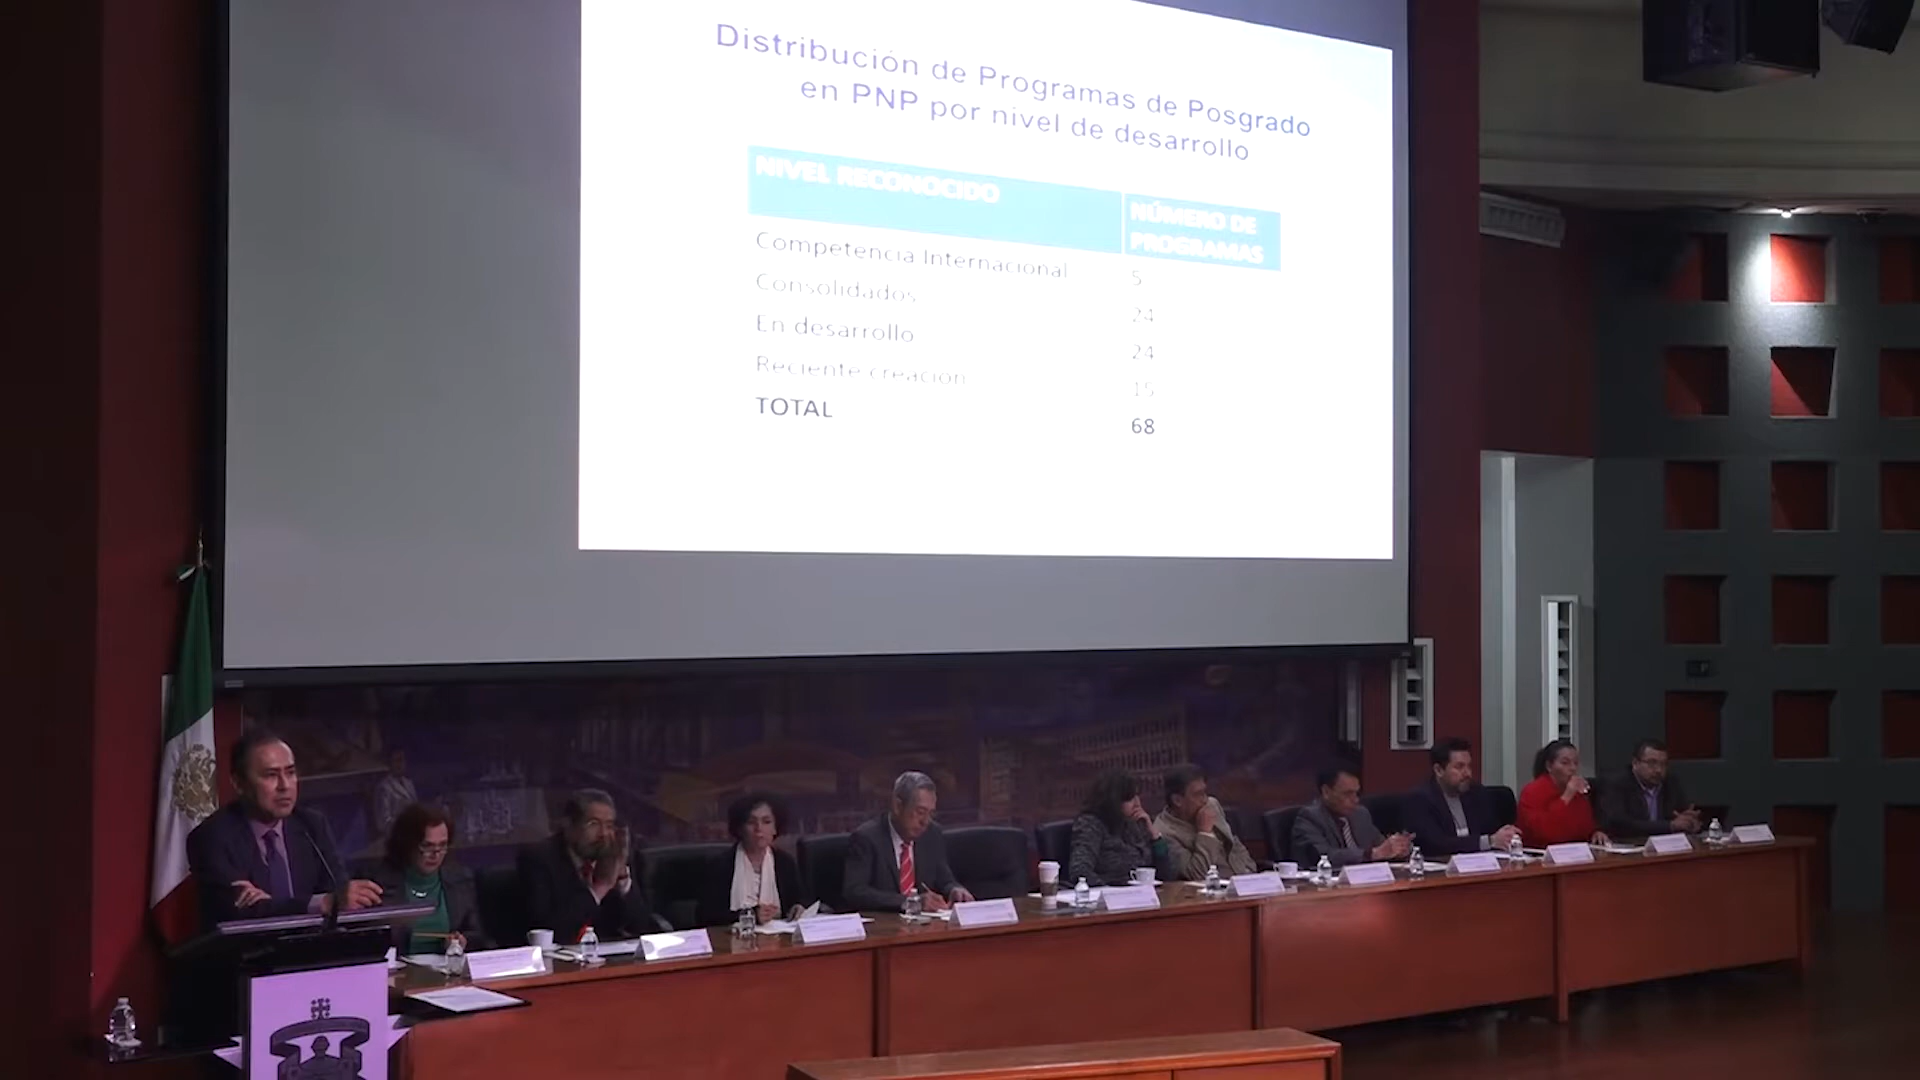 Distribución de Programas de Posgrado
en PNP por nivel de desarrollo
NIVEL RECONOCIDO
NÚMERO DE
PROGRAMAS
Competencia Internacional 5
Consolidados 24
En desarrollo 24
Reciente creación 15
TOTAL 68